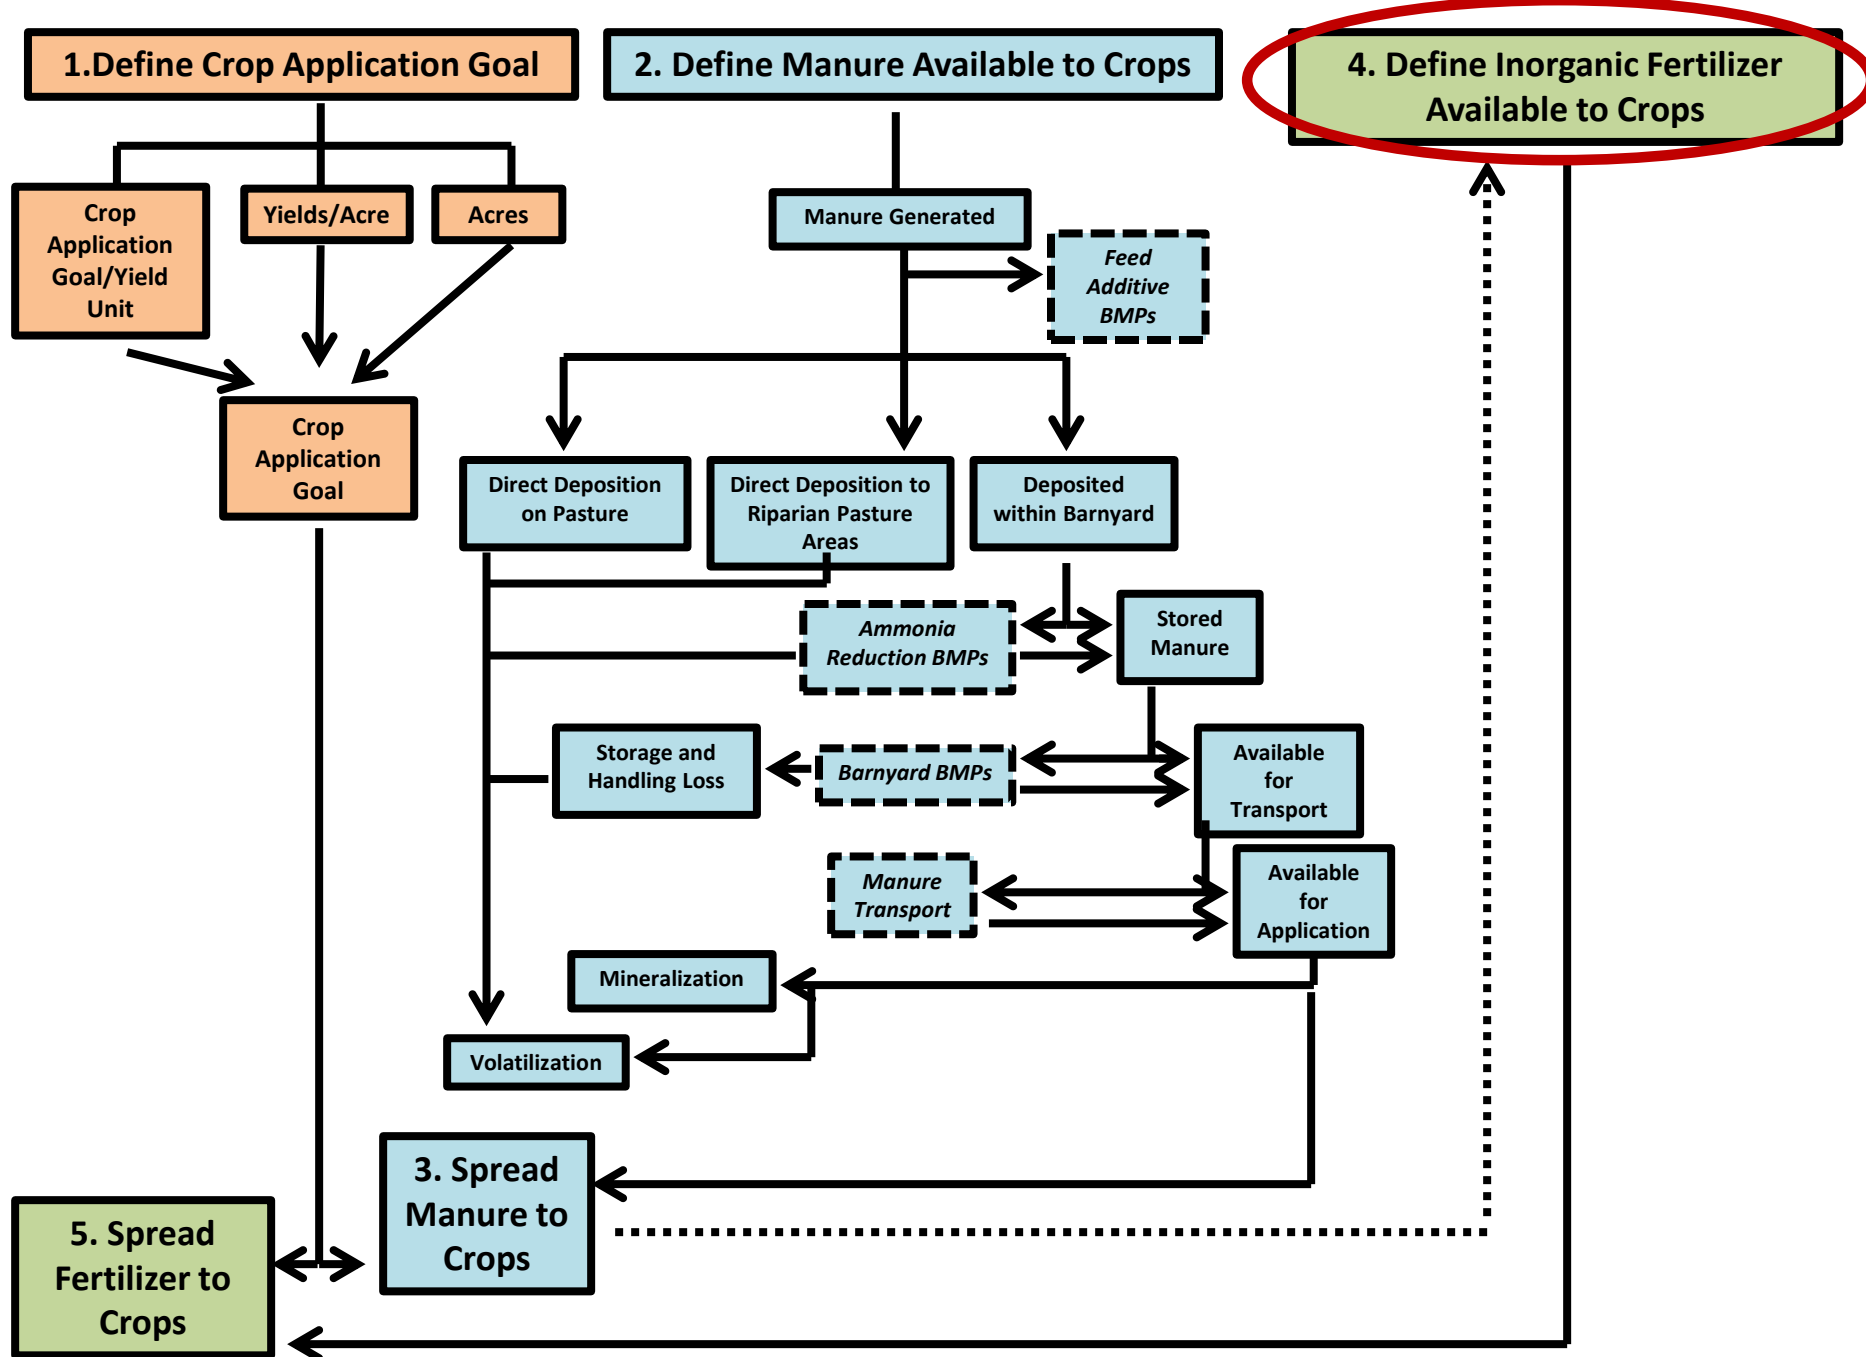 1.Define Crop Application Goal
2. Define Manure Available to Crops
4. Define Inorganic Fertilizer
Available to Crops
Crop
Application
Goal/Yield
Unit
Yields/Acre
Acres
Manure Generated
Feed
Additive
BMPs
Crop
Application
Goal
Direct Deposition
on Pasture
Direct Deposition to
Riparian Pasture
Areas
Deposited
within Barnyard
Ammonia
Reduction BMPs
Stored
Manure
Storage and
Handling Loss
Barnyard BMPs
Available
for
Transport
Manure
Transport
Available
for
Application
Mineralization
Volatilization
3. Spread
Manure to
Crops
5. Spread
Fertilizer to
Crops